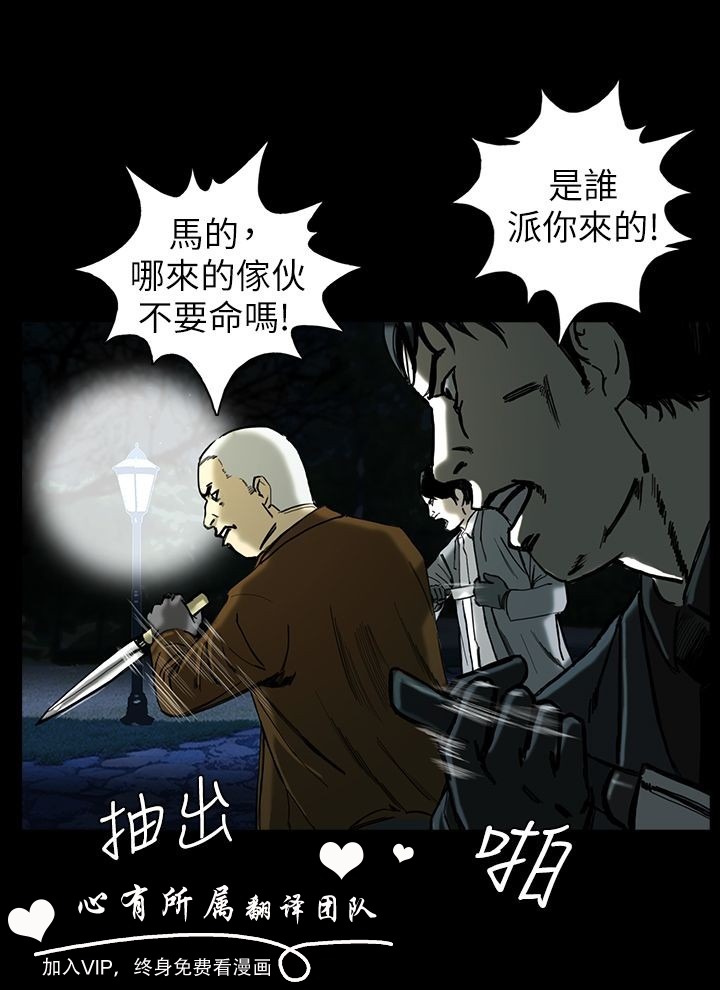 是誰
派你來的!
馬的，
哪來的傢伙
不要命嗎!
抽出
啪
心有所属翻译团队
加入VIP，终身免费看漫画